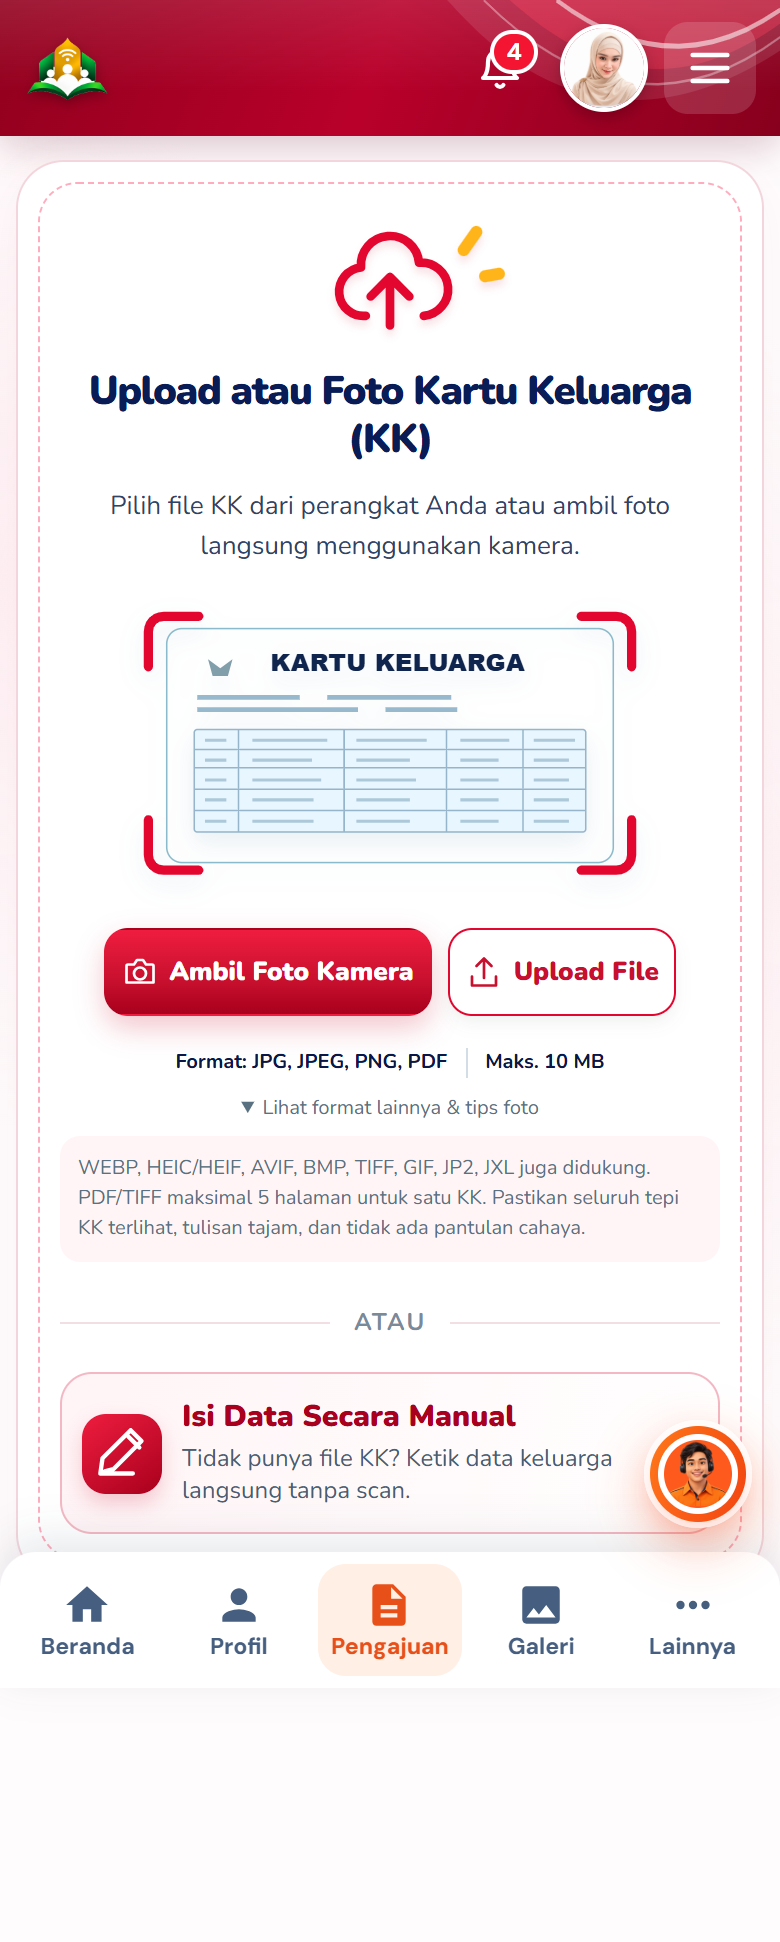 4
Upload atau Foto Kartu Keluarga
(KK)
Pilih file KK dari perangkat Anda atau ambil foto
langsung menggunakan kamera.
KARTU KELUARGA
Ambil Foto Kamera
Upload File
Format: JPG, JPEG, PNG, PDF
Maks. 10 MB
▼ Lihat format lainnya & tips foto
WEBP, HEIC/HEIF, AVIF, BMP, TIFF, GIF, JP2, JXL juga didukung.
PDF/TIFF maksimal 5 halaman untuk satu KK. Pastikan seluruh tepi
KK terlihat, tulisan tajam, dan tidak ada pantulan cahaya.
ATAU
Isi Data Secara Manual
Tidak punya file KK? Ketik data keluarga
langsung tanpa scan.
Beranda
Profil
Pengajuan
Galeri
Lainnya